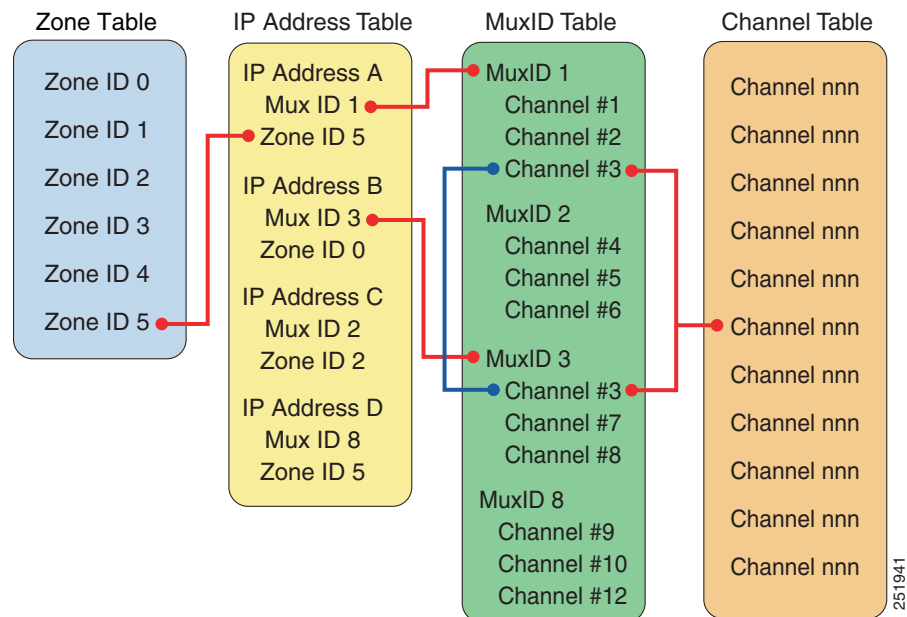 Zone Table
Zone ID 0
Zone ID 1
Zone ID 2
Zone ID 3
Zone ID 4
Zone ID 5
IP Address Table
IP Address A
Mux ID 1
Zone ID 5
IP Address B
Mux ID 3
Zone ID 0
IP Address C
Mux ID 2
Zone ID 2
IP Address D
Mux ID 8
Zone ID 5
MuxID Table
MuxID 1
Channel #1
Channel #2
Channel #3
MuxID 2
Channel #4
Channel #5
Channel #6
MuxID 3
Channel #3
Channel #7
Channel #8
MuxID 8
Channel #9
Channel #10
Channel #12
Channel Table
Channel nnn
Channel nnn
Channel nnn
Channel nnn
Channel nnn
Channel nnn
Channel nnn
Channel nnn
Channel nnn
Channel nnn
Channel nnn
251941